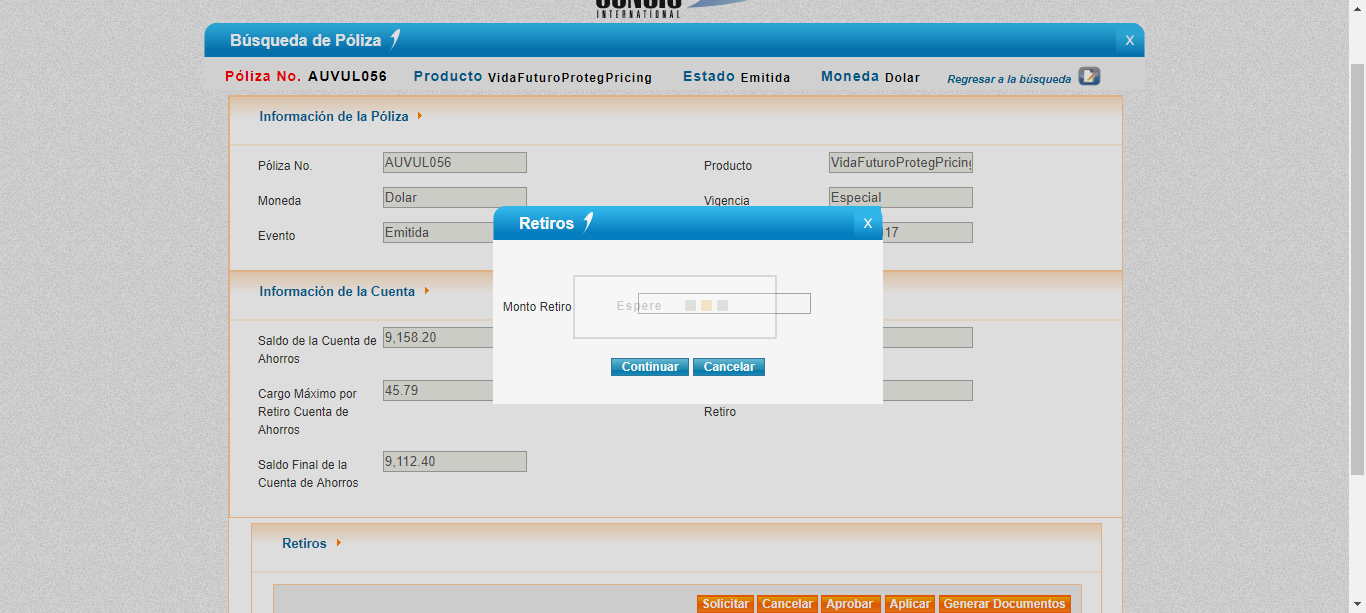 CONSIS
INTERNATIONAL
Búsqueda de Póliza
X
Póliza No. AUVUL056 Producto VidaFuturoProtegPricing Estado Emitida Moneda Dolar Regresar a la búsqueda
Información de la Póliza
Póliza No. AUVUL056 Producto VidaFuturoProtegPricing
Moneda Dolar Vigencia Especial
Evento Emitida 17
Retiros
X
Monto Retiro Espere
Continuar Cancelar
Información de la Cuenta
Saldo de la Cuenta de
Ahorros
9,158.20
Cargo Máximo por
Retiro Cuenta de
Ahorros
45.79
Retiro
Saldo Final de la
Cuenta de Ahorros
9,112.40
Retiros
Solicitar Cancelar Aprobar Aplicar Generar Documentos